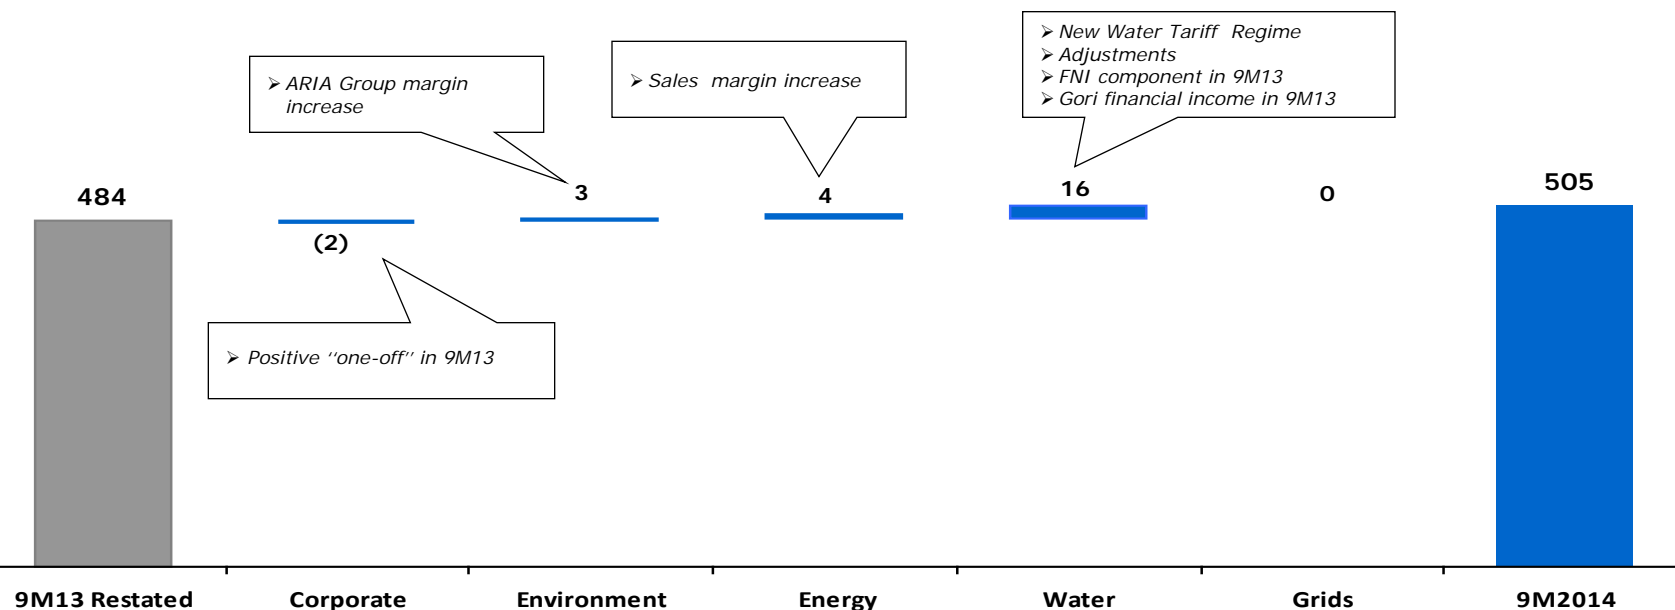 ➢ ARIA Group margin
increase
➢ Sales margin increase
➢ New Water Tariff Regime
➢ Adjustments
➢ FNI component in 9M13
➢ Gori financial income in 9M13
484
(2)
3
4
16
0
505
➢ Positive “one-off” in 9M13
9M13 Restated
Corporate
Environment
Energy
Water
Grids
9M2014